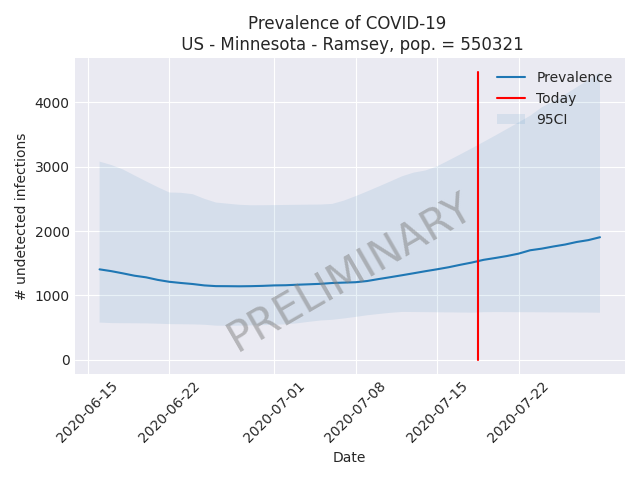 Prevalence of COVID-19
US - Minnesota - Ramsey, pop. = 550321
Prevalence
Today
95CI
4000
3000
2000
1000
0
# undetected infections
PRELIMINARY
2020-06-15
2020-06-22
2020-07-01
2020-07-08
2020-07-15
2020-07-22
Date